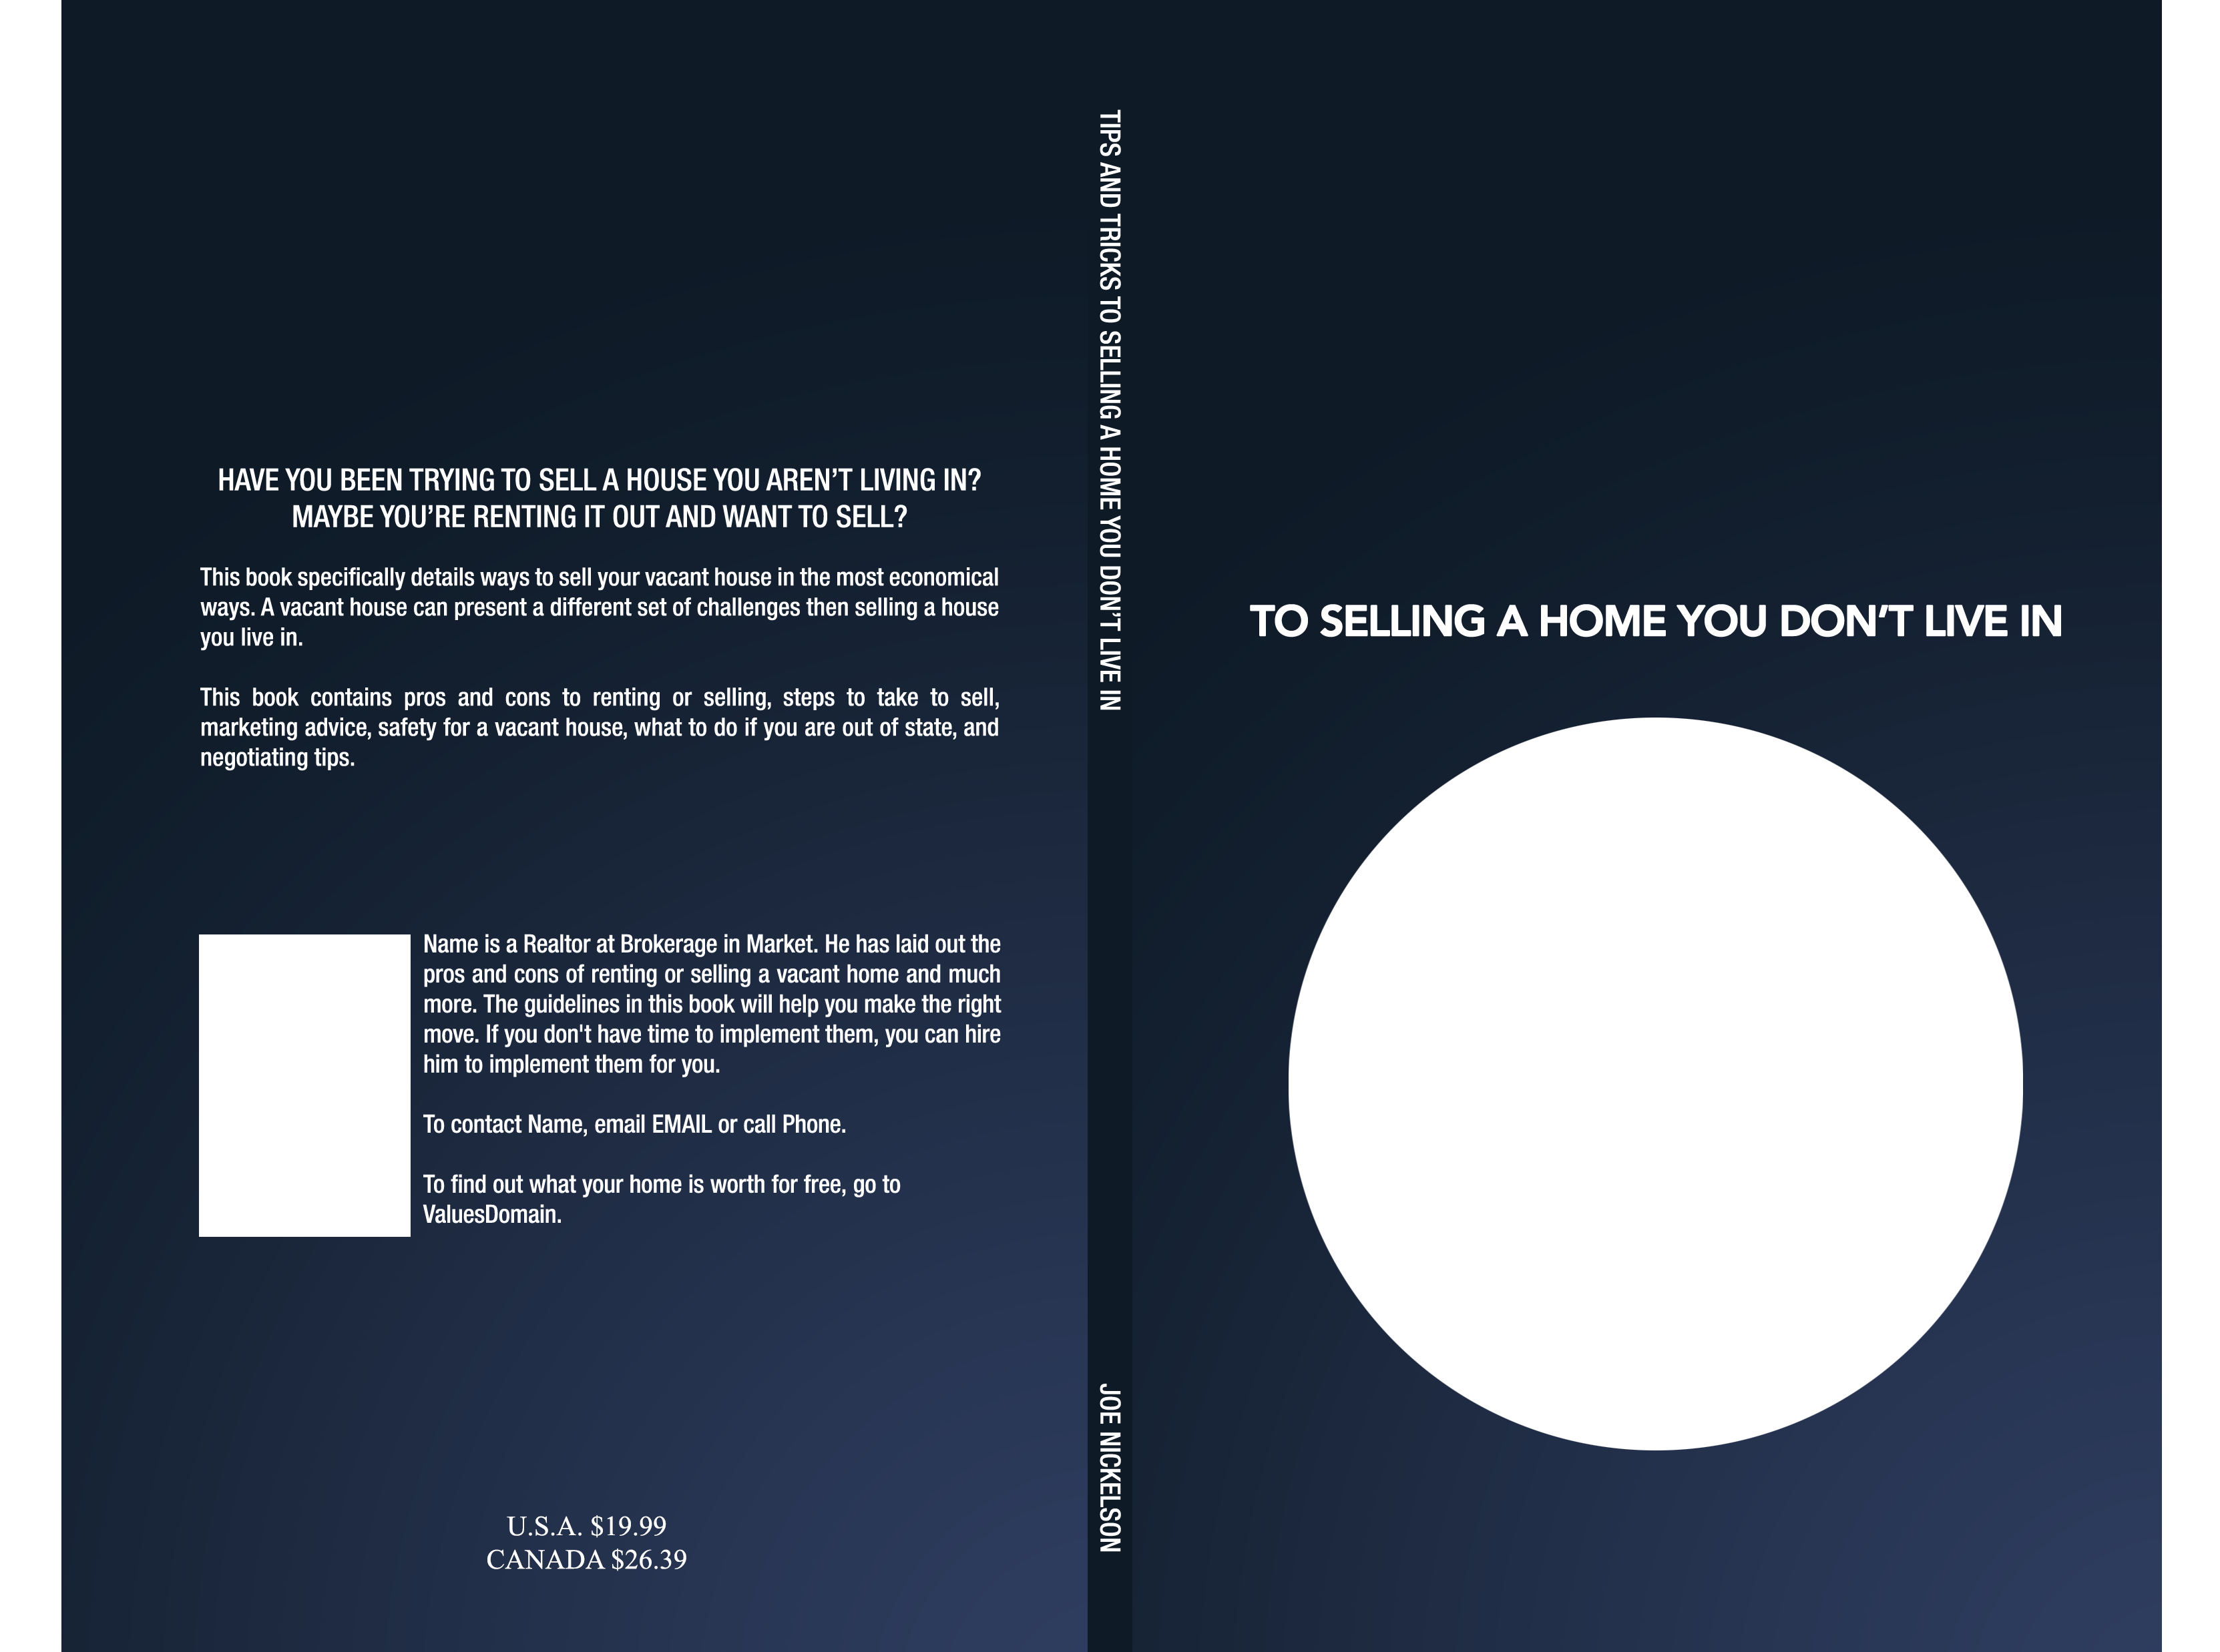 HAVE YOU BEEN TRYING TO SELL A HOUSE YOU AREN’T LIVING IN?
MAYBE YOU’RE RENTING IT OUT AND WANT TO SELL?
This book specifically details ways to sell your vacant house in the most economical
ways. A vacant house can present a different set of challenges then selling a house
you live in.
This book contains pros and cons to renting or selling, steps to take to sell,
marketing advice, safety for a vacant house, what to do if you are out of state, and
negotiating tips.
Name is a Realtor at Brokerage in Market. He has laid out the
pros and cons of renting or selling a vacant home and much
more. The guidelines in this book will help you make the right
move. If you don't have time to implement them, you can hire
him to implement them for you.
To contact Name, email EMAIL or call Phone.
To find out what your home is worth for free, go to
ValuesDomain.
U.S.A. $19.99
CANADA $26.39
TIPS AND TRICKS TO SELLING A HOME YOU DON’T LIVE IN
JOE NICKELSON
TO SELLING A HOME YOU DON’T LIVE IN